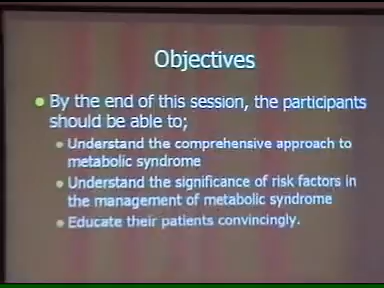 Objectives
By the end of this session, the participants
should be able to;
Understand the comprehensive approach to
metabolic syndrome
Understand the significance of risk factors in
the management of metabolic syndrome
Educate their patients convincingly.